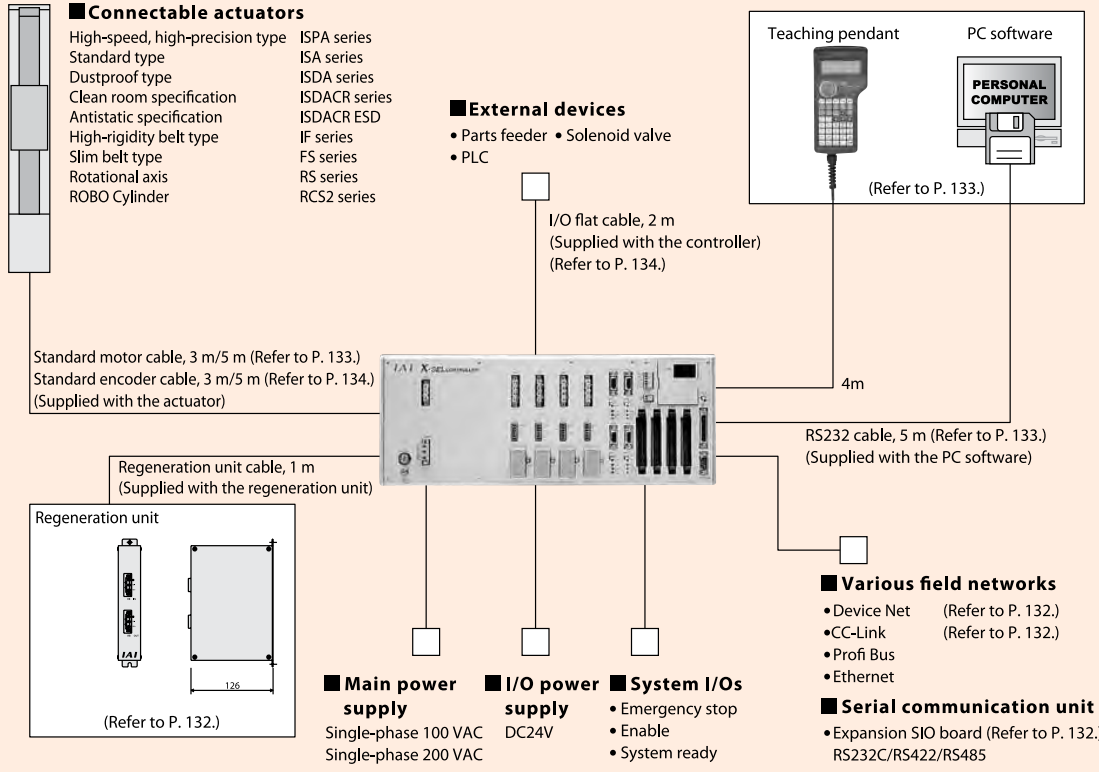 ■Connectable actuators
High-speed, high-precision type ISPA series
Standard type ISA series
Dustproof type ISDA series
Clean room specification ISDACR series
Antistatic specification ISDACR ESD
High-rigidity belt type IF series
Slim belt type FS series
Rotational axis RS series
ROBO Cylinder RCS2 series
■External devices
• Parts feeder • Solenoid valve
• PLC
Teaching pendant PC software
PERSONAL
COMPUTER
(Refer to P. 133.)
I/O flat cable, 2 m
(Supplied with the controller)
(Refer to P. 134.)
Standard motor cable, 3 m/5 m (Refer to P. 133.)
Standard encoder cable, 3 m/5 m (Refer to P. 134.)
(Supplied with the actuator)
IAI X-SEL CONTROLLER
4m
RS232 cable, 5 m (Refer to P. 133.)
(Supplied with the PC software)
Regeneration unit cable, 1 m
(Supplied with the regeneration unit)
Regeneration unit
IAI
126
(Refer to P. 132.)
■Main power
supply
Single-phase 100 VAC
Single-phase 200 VAC
■I/O power
supply
DC24V
■System I/Os
• Emergency stop
• Enable
• System ready
■Various field networks
•Device Net (Refer to P. 132.)
•CC-Link (Refer to P. 132.)
•Profi Bus
•Ethernet
■Serial communication unit
• Expansion SIO board (Refer to P. 132.)
RS232C/RS422/RS485